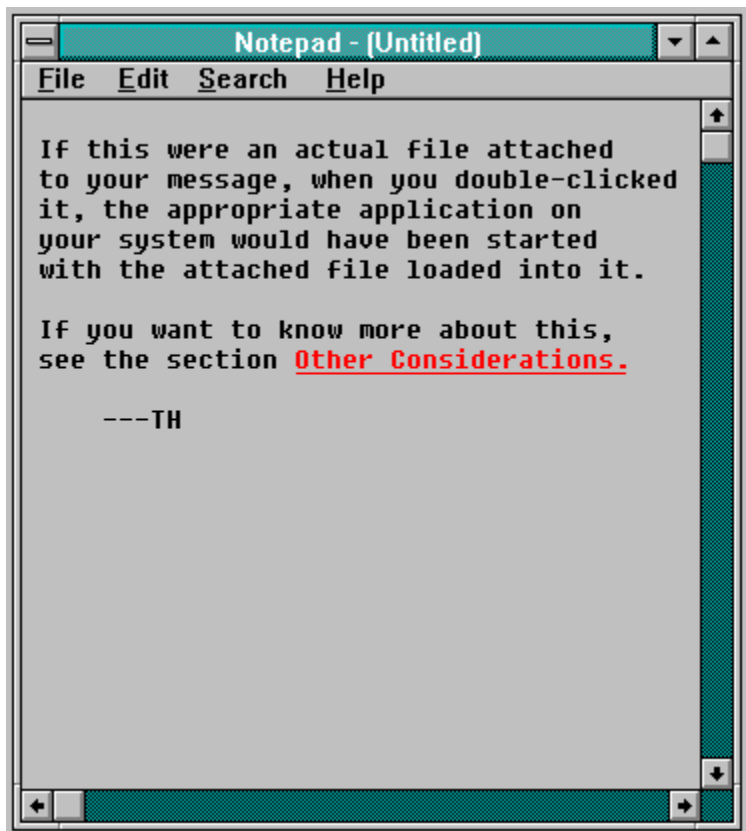 Notepad - (Untitled)
File Edit Search Help
If this were an actual file attached
to your message, when you double-clicked
it, the appropriate application on
your system would have been started
with the attached file loaded into it.
If you want to know more about this,
see the section Other Considerations.
---TH